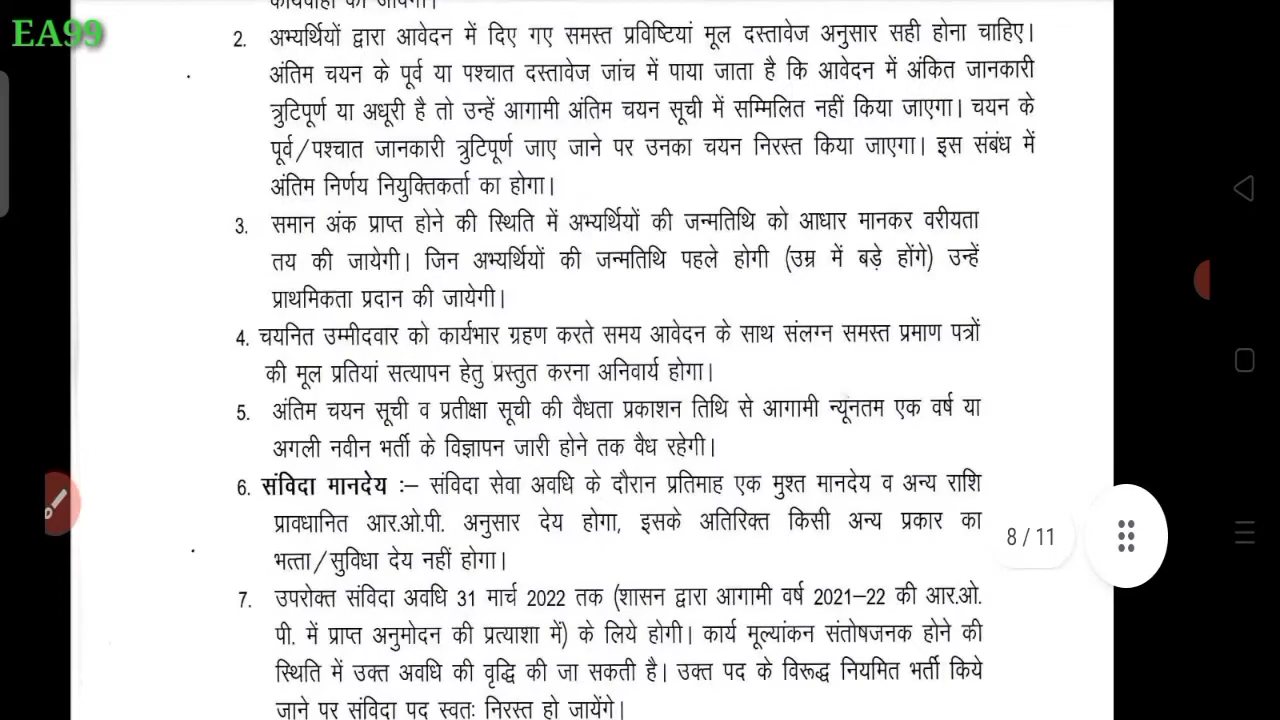 EA99
कार्यवाही की जावेगी।
2. अभ्यर्थियों द्वारा आवेदन में दिए गए समस्त प्रविष्टियां मूल दस्तावेज अनुसार सही होना चाहिए।
अंतिम चयन के पूर्व या पश्चात दस्तावेज जांच में पाया जाता है कि आवेदन में अंकित जानकारी
त्रुटिपूर्ण या अधूरी है तो उन्हें आगामी अंतिम चयन सूची में सम्मिलित नहीं किया जाएगा। चयन के
पूर्व/पश्चात जानकारी त्रुटिपूर्ण जाए जाने पर उनका चयन निरस्त किया जाएगा। इस संबंध में
अंतिम निर्णय नियुक्तिकर्ता का होगा।
3. समान अंक प्राप्त होने की स्थिति में अभ्यर्थियों की जन्मतिथि को आधार मानकर वरीयता
तय की जायेगी। जिन अभ्यर्थियों की जन्मतिथि पहले होगी (उम्र में बड़े होंगे) उन्हें
प्राथमिकता प्रदान की जायेगी।
4. चयनित उम्मीदवार को कार्यभार ग्रहण करते समय आवेदन के साथ संलग्न समस्त प्रमाण पत्रों
की मूल प्रतियां सत्यापन हेतु प्रस्तुत करना अनिवार्य होगा।
5. अंतिम चयन सूची व प्रतीक्षा सूची की वैधता प्रकाशन तिथि से आगामी न्यूंनतम एक वर्ष या
अगली नवीन भर्ती के विज्ञापन जारी होने तक वैध रहेगी।
6. संविदा मानदेय :– संविदा सेवा अवधि के दौरान प्रतिमाह एक मुश्त मानदेय व अन्य राशि
प्रावधानित आर.ओ.पी. अनुसार देय होगा, इसके अतिरिक्त किसी अन्य प्रकार का
भत्ता/सुविधा देय नहीं होगा।
8 / 11
7. उपरोक्त संविदा अवधि 31 मार्च 2022 तक (शासन द्वारा आगामी वर्ष 2021–22 की आर.ओ.
पी. में प्राप्त अनुमोदन की प्रत्याशा में) के लिये होगी। कार्य मूल्यांकन संतोषजनक होने की
स्थिति में उक्त अवधि की वृद्धि की जा सकती है। उक्त पद के विरूद्ध नियमित भर्ती किये
जाने पर संविदा पद स्वतः निरस्त हो जायेंगे।